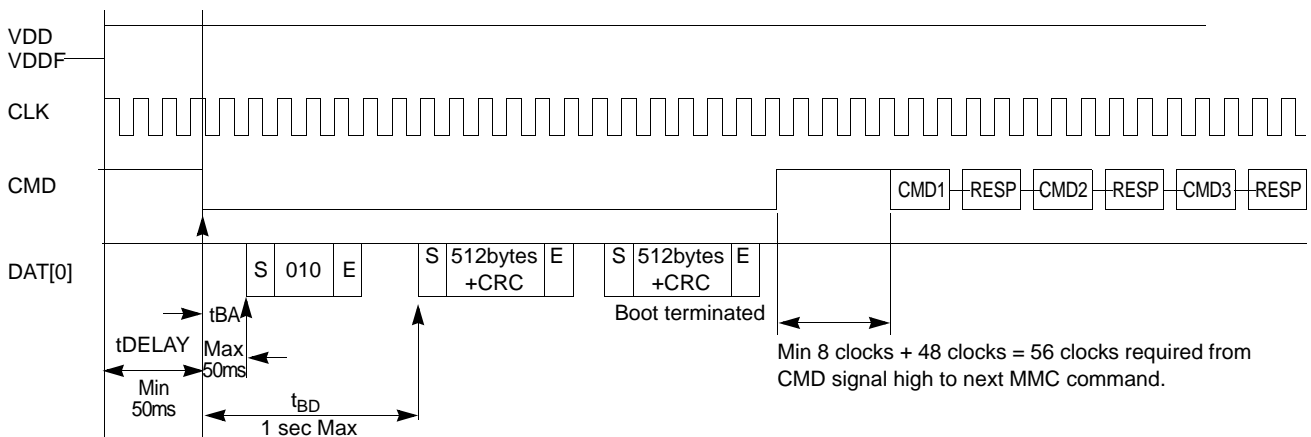 VDD
VDDF
CLK
CMD
CMD1 RESP CMD2 RESP CMD3 RESP
DAT[0]
S 010 E
S 512bytes +CRC E
S 512bytes +CRC E
Boot terminated
tBA
tDELAY
Max
50ms
Min
50ms
tBD
1 sec Max
Min 8 clocks + 48 clocks = 56 clocks required from
CMD signal high to next MMC command.